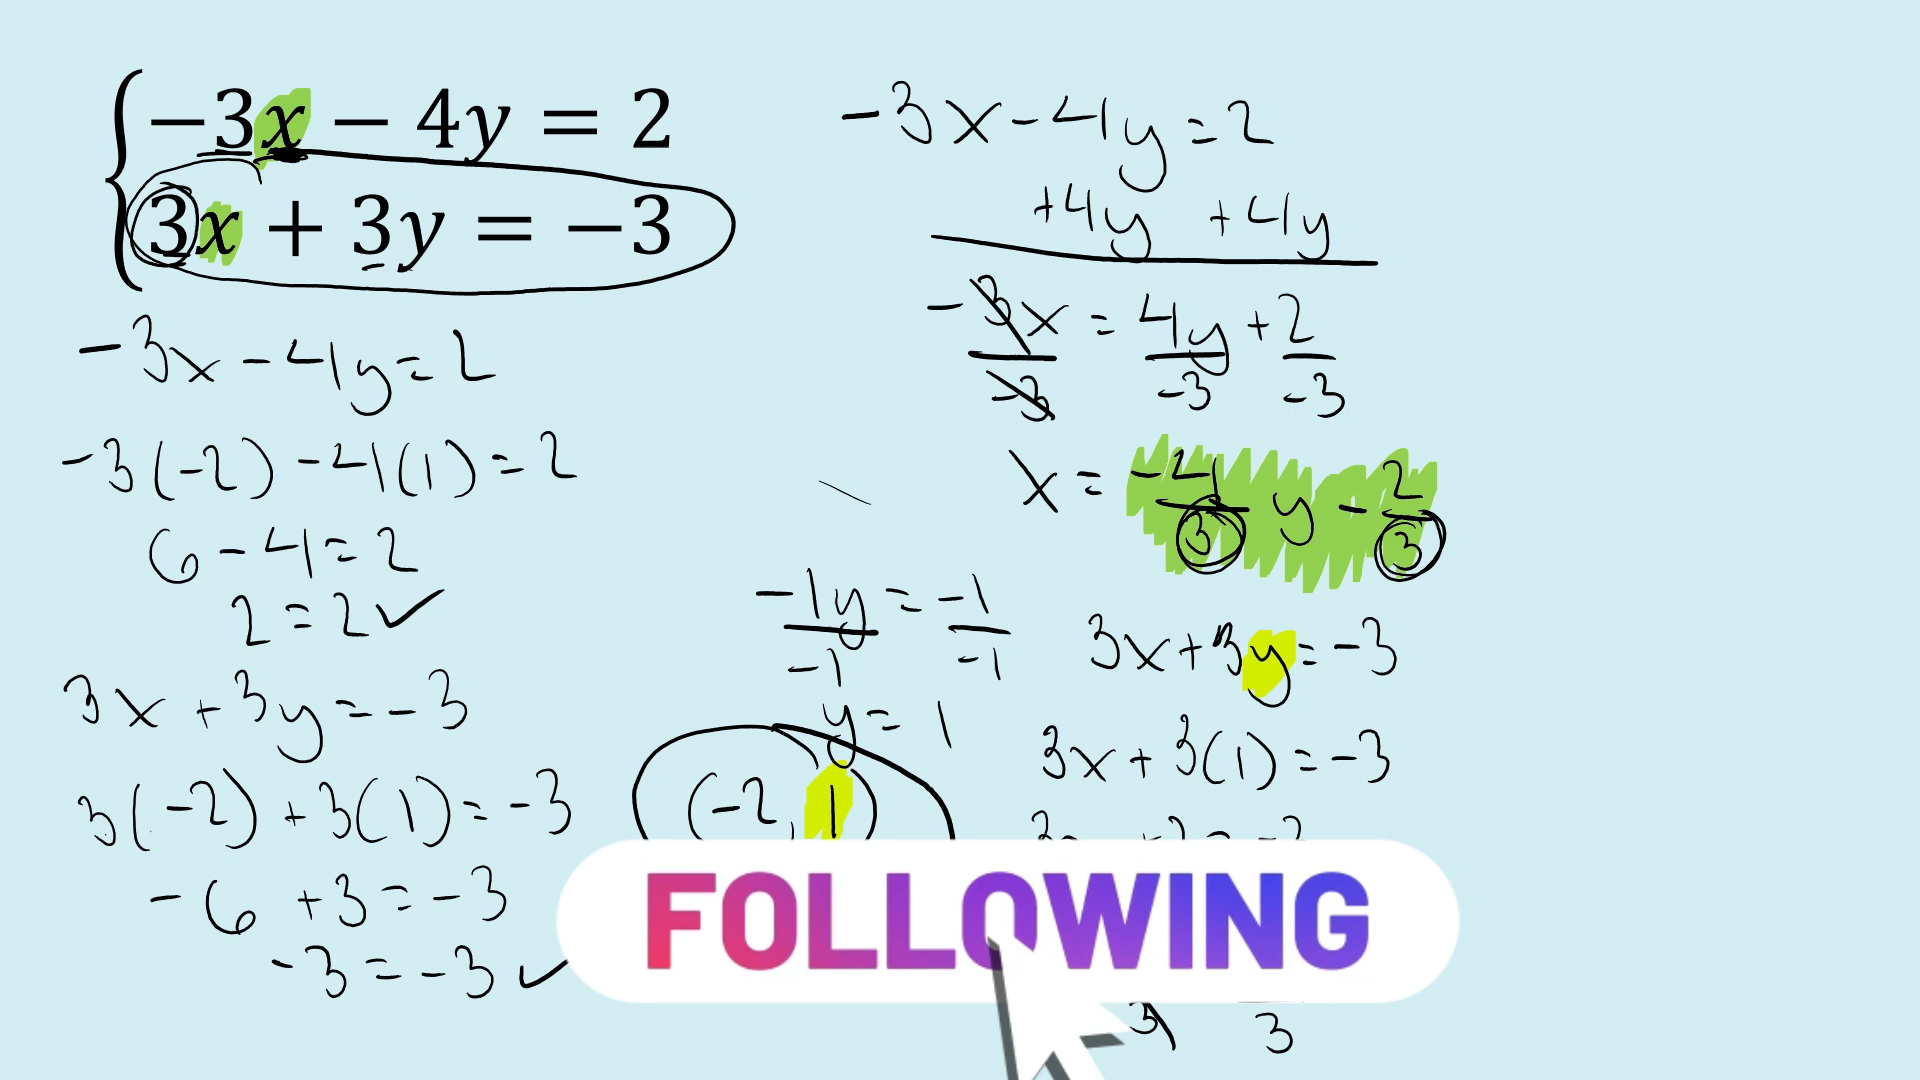 −3x − 4y = 2
3x + 3y = −3
-3x - 4y = 2
-3(-2) - 4(1) = 2
6 - 4 = 2
2 = 2 ✓
3x + 3y = -3
3(-2) + 3(1) = -3
-6 + 3 = -3
-3 = -3 ✓
-1y = -1
-1 -1
y = 1
(-2, 1)
-3x - 4y = 2
+4y +4y
-3x = 4y + 2
-3 -3 -3
x = -4/3 y - 2/3
3x + 3y = -3
3x + 3(1) = -3
3 3
FOLLOWING